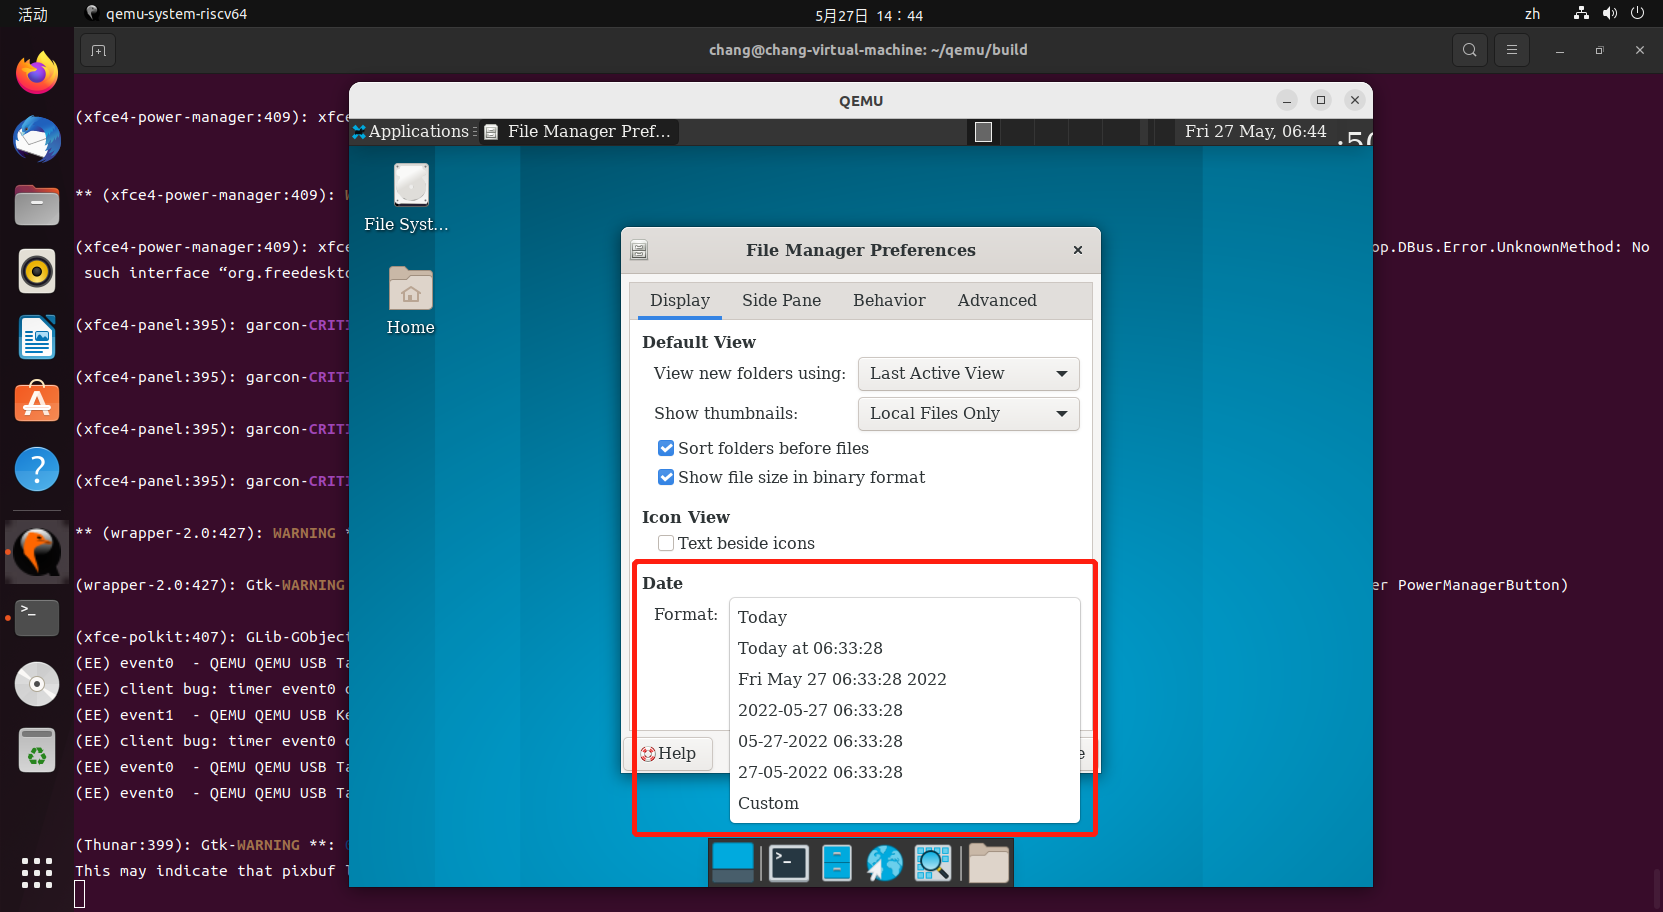 活动
qemu-system-riscv64
5月27日 14：44
zh
chang@chang-virtual-machine: ~/qemu/build
(xfce4-power-manager:409): xfce
** (xfce4-power-manager:409):
(xfce4-power-manager:409): xfce
op.DBus.Error.UnknownMethod: No
such interface “org.freedeskto
(xfce4-panel:395): garcon-CRITI
(xfce4-panel:395): garcon-CRITI
(xfce4-panel:395): garcon-CRITI
(xfce4-panel:395): garcon-CRITI
** (wrapper-2.0:427): WARNING *
(wrapper-2.0:427): Gtk-WARNING
er PowerManagerButton)
(xfce-polkit:407): GLib-GObject
(EE) event0 - QEMU QEMU USB Ta
(EE) client bug: timer event0 d
(EE) event1 - QEMU QEMU USB Ke
(EE) client bug: timer event0 d
(EE) event0 - QEMU QEMU USB Ta
(EE) event0 - QEMU QEMU USB Ta
(Thunar:399): Gtk-WARNING **:
This may indicate that pixbuf l
QEMU
Applications
File Manager Pref...
Fri 27 May, 06:44
File Syst...
Home
File Manager Preferences
Display Side Pane Behavior Advanced
Default View
View new folders using: Last Active View
Show thumbnails: Local Files Only
Sort folders before files
Show file size in binary format
Icon View
Text beside icons
Date
Format:
Today
Today at 06:33:28
Fri May 27 06:33:28 2022
2022-05-27 06:33:28
05-27-2022 06:33:28
27-05-2022 06:33:28
Custom
Help